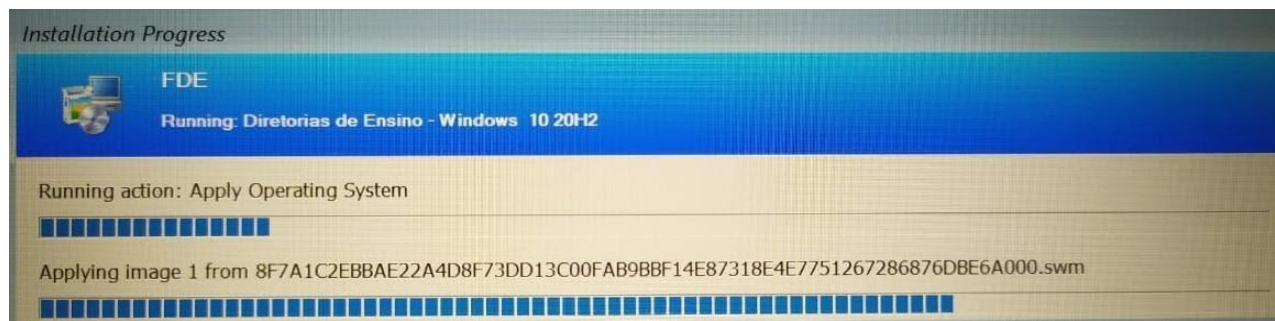 Installation Progress
FDE
Running: Diretorias de Ensino - Windows 10 20H2
Running action: Apply Operating System
Applying image 1 from 8F7A1C2EBBAE22A4D8F73DD13C00FAB9BBF14E87318E4E7751267286876DBE6A000.swm